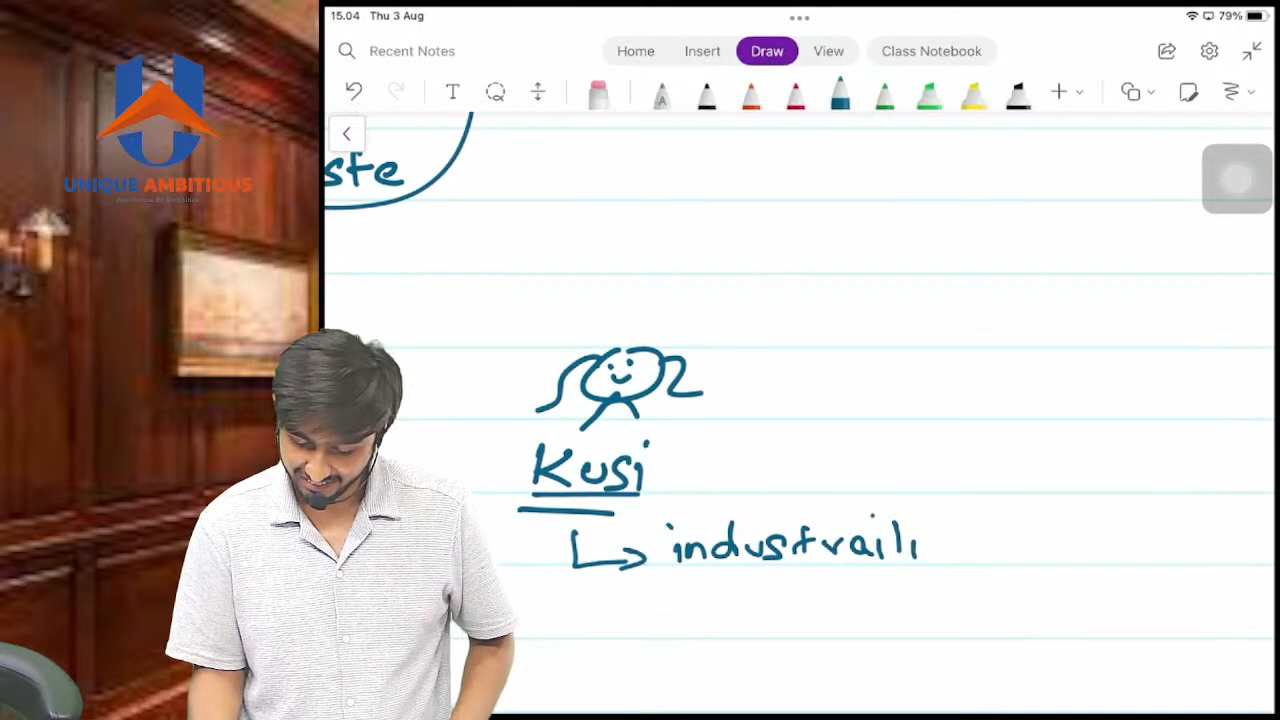 15.04 Thu 3 Aug 79%
Recent Notes Home Insert Draw View Class Notebook
UNIQUE AMBITIOUS
ste
Kusi
industraili